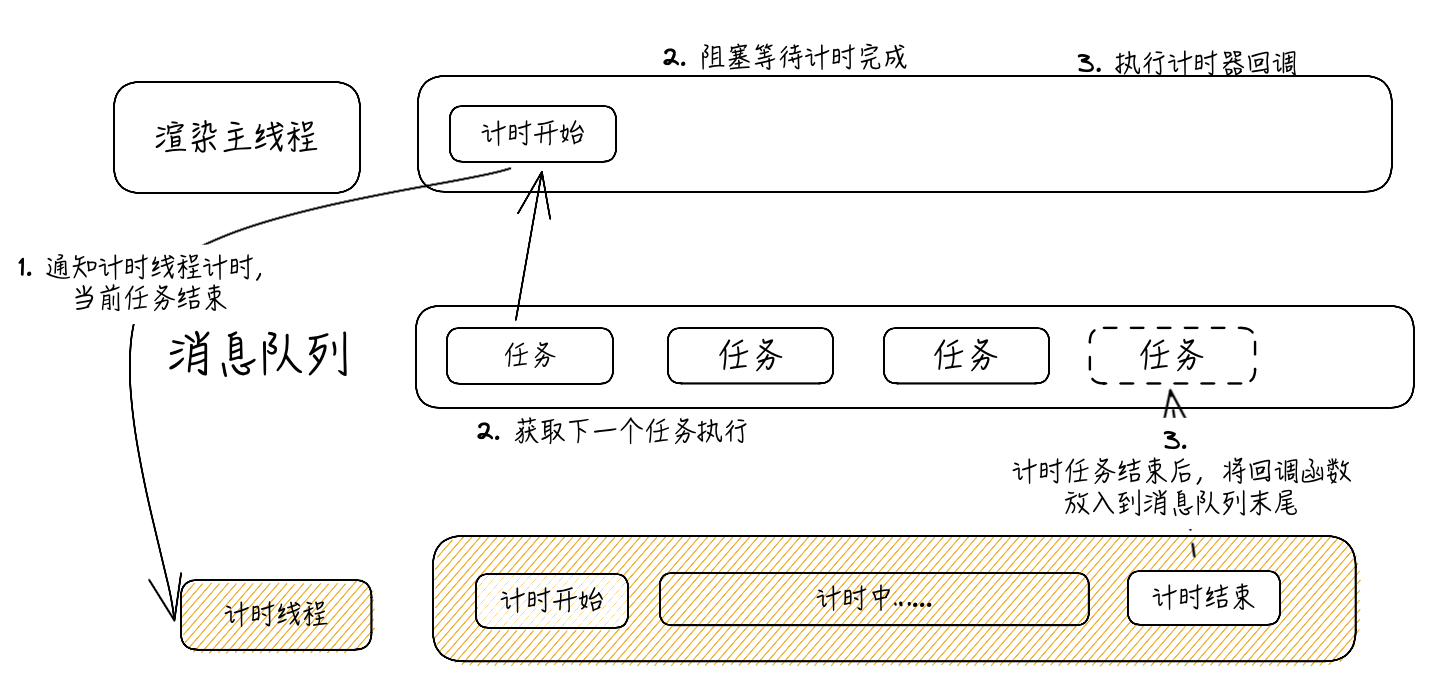 2. 阻塞等待计时完成
3. 执行计时器回调
渲染主线程
计时开始
1. 通知计时线程计时，
当前任务结束
消息队列
任务
任务
任务
任务
2. 获取下一个任务执行
3.
计时任务结束后，将回调函数
放入到消息队列末尾
计时线程
计时开始
计时中......
计时结束